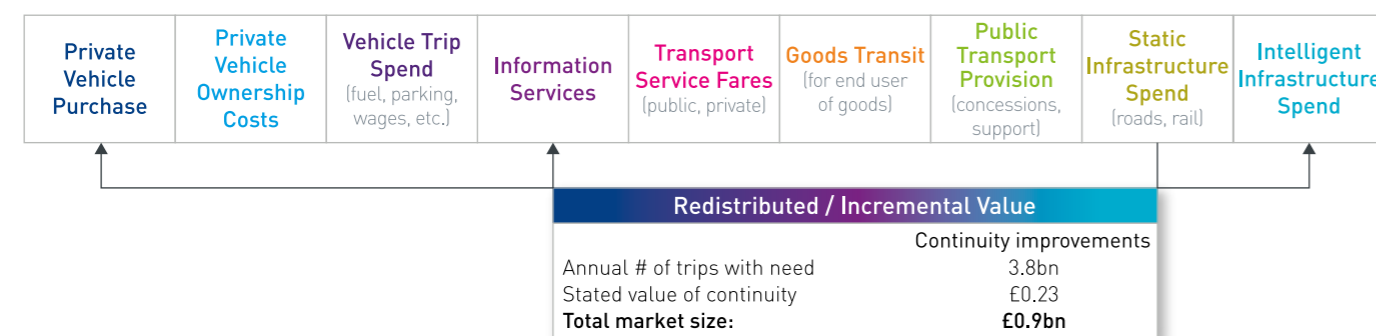 Private
Vehicle
Purchase
Private
Vehicle
Ownership
Costs
Vehicle Trip
Spend
(fuel, parking,
wages, etc.)
Information
Services
Transport
Service Fares
(public, private)
Goods Transit
(for end user
of goods)
Public
Transport
Provision
(concessions,
support)
Static
Infrastructure
Spend
(roads, rail)
Intelligent
Infrastructure
Spend
Redistributed / Incremental Value
Continuity improvements
Annual # of trips with need 3.8bn
Stated value of continuity £0.23
Total market size: £0.9bn